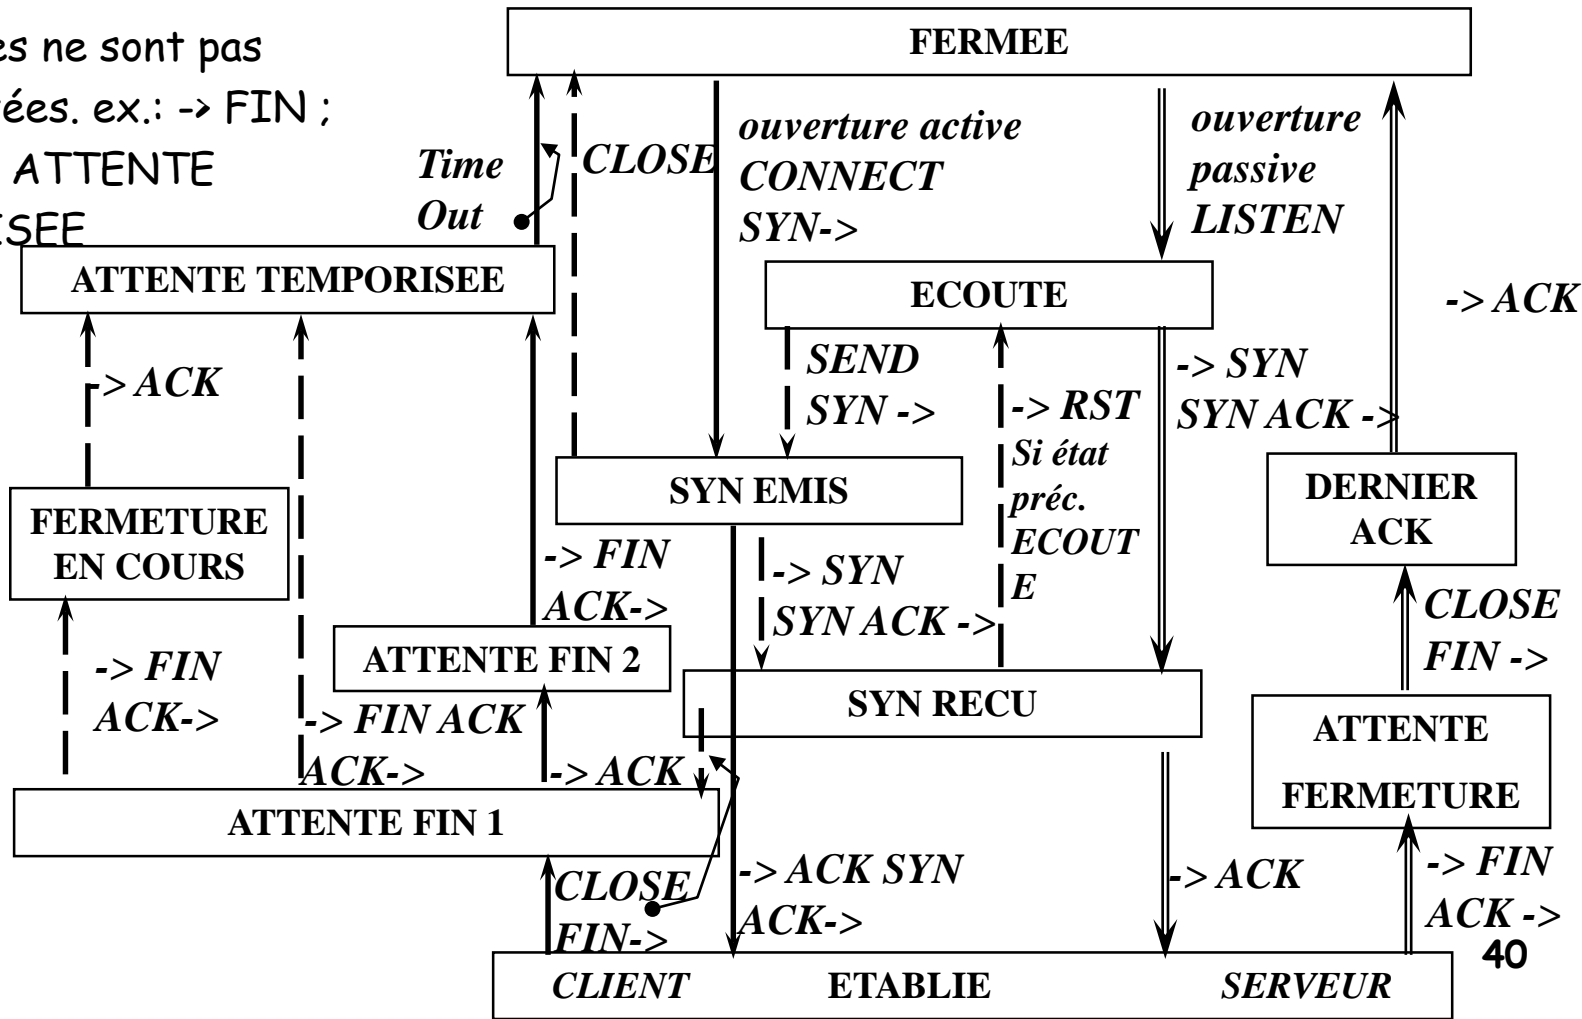 es ne sont pas
ées. ex.: -> FIN ;
ATTENTE
ISEE
FERMEE
Time
Out
CLOSE
ouverture active
CONNECT
SYN->
ouverture
passive
LISTEN
ATTENTE TEMPORISEE
ECOUTE
-> ACK
-> ACK
SEND
SYN ->
-> RST
Si état
préc.
ECOUT
E
-> SYN
SYN ACK ->
SYN EMIS
DERNIER
ACK
FERMETURE
EN COURS
-> FIN
ACK->
-> SYN
SYN ACK ->
CLOSE
FIN ->
ATTENTE FIN 2
-> FIN
ACK->
SYN RECU
-> FIN ACK
ACK->
-> ACK
ATTENTE
FERMETURE
ATTENTE FIN 1
CLOSE
FIN->
-> ACK SYN
ACK->
-> ACK
-> FIN
ACK ->
40
CLIENT
ETABLIE
SERVEUR